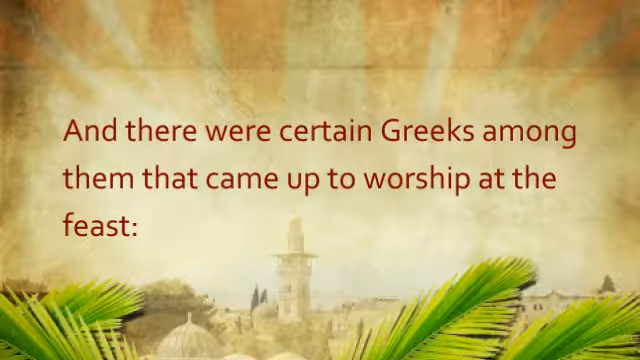 And there were certain Greeks among
them that came up to worship at the
feast: